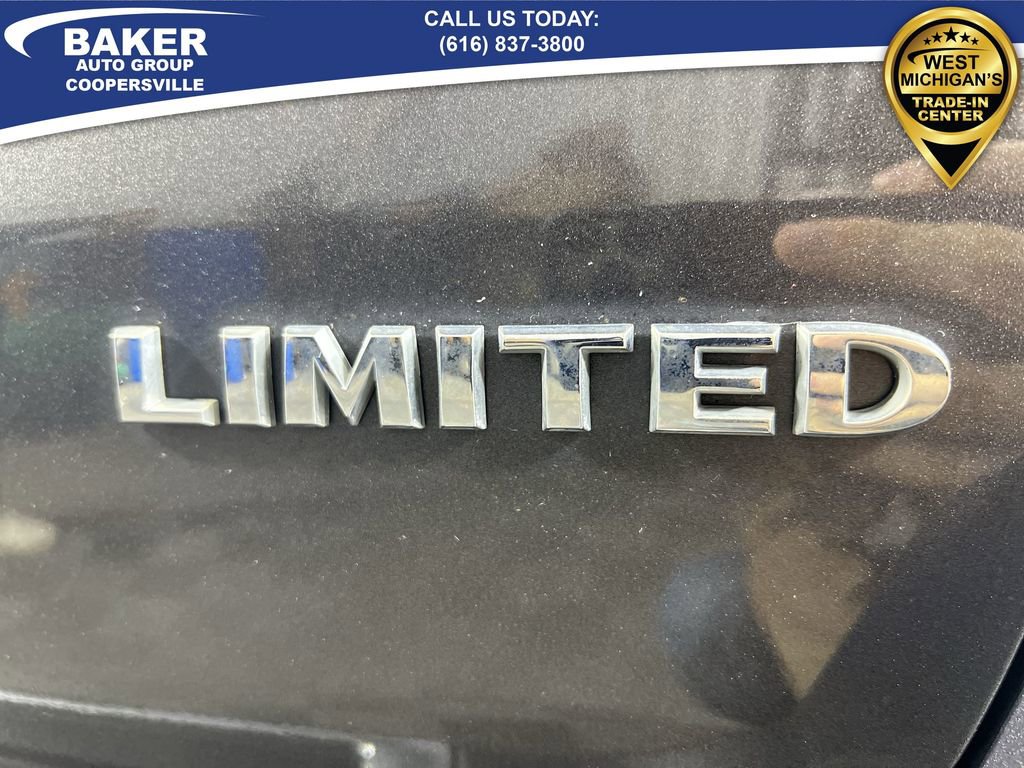 BAKER
AUTO GROUP
COOPERSVILLE
CALL US TODAY:
(616) 837-3800
WEST
MICHIGAN'S
TRADE-IN
CENTER
LIMITED